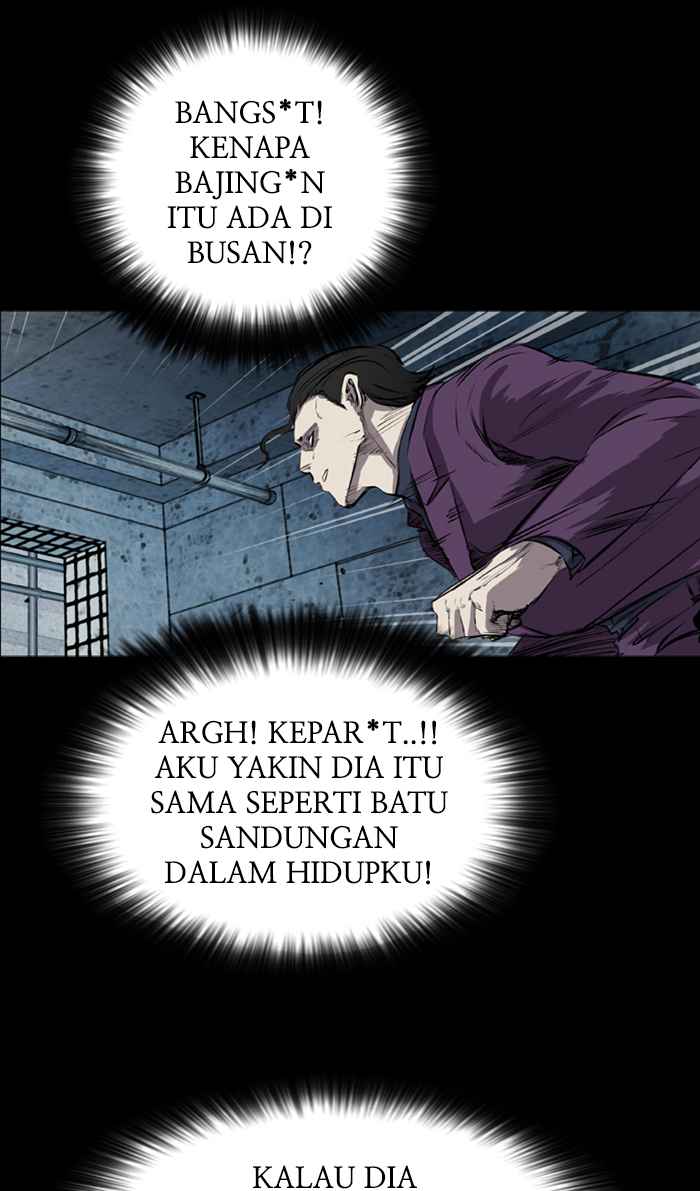 BANGS*T!
KENAPA
BAJING*N
ITU ADA DI
BUSAN!?
ARGH! KEPAR*T..!!
AKU YAKIN DIA ITU
SAMA SEPERTI BATU
SANDUNGAN
DALAM HIDUPKU!
KALAU DIA